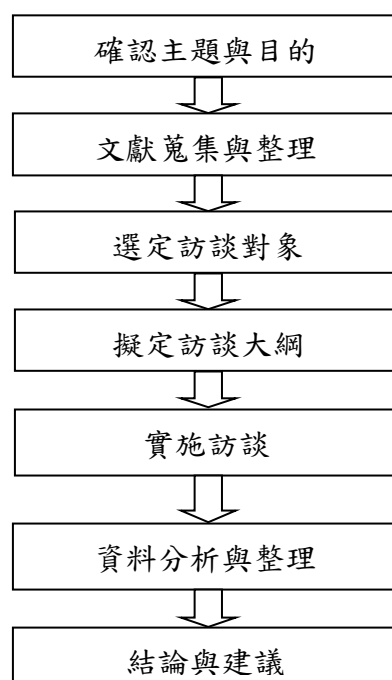 確認主題與目的
文獻蒐集與整理
選定訪談對象
擬定訪談大綱
實施訪談
資料分析與整理
結論與建議